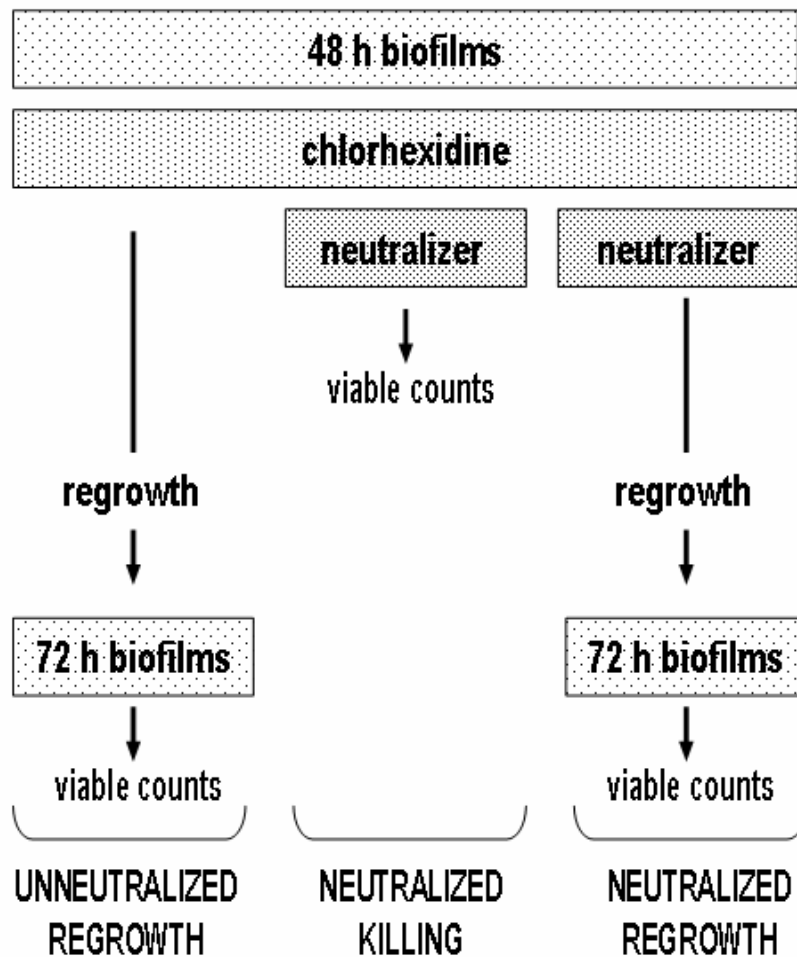 48 h biofilms
chlorhexidine
neutralizer neutralizer
viable counts
regrowth regrowth
72 h biofilms 72 h biofilms
viable counts viable counts
UNNEUTRALIZED NEUTRALIZED NEUTRALIZED
REGROWTH KILLING REGROWTH